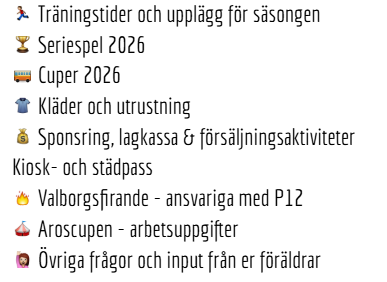 🏃 Träningstider och upplägg för säsongen
🏆 Seriespel 2026
🚌 Cuper 2026
👕 Kläder och utrustning
💰 Sponsring, lagkassa & försäljningsaktiviteter
Kiosk- och städpass
🔥 Valborgsfirande - ansvariga med P12
🎪 Aroscupen - arbetsuppgifter
🙋 Övriga frågor och input från er föräldrar